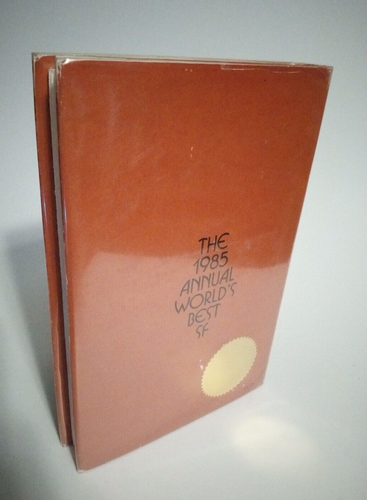 THE
1985
ANNUAL
WORLD'S
BEST
SF